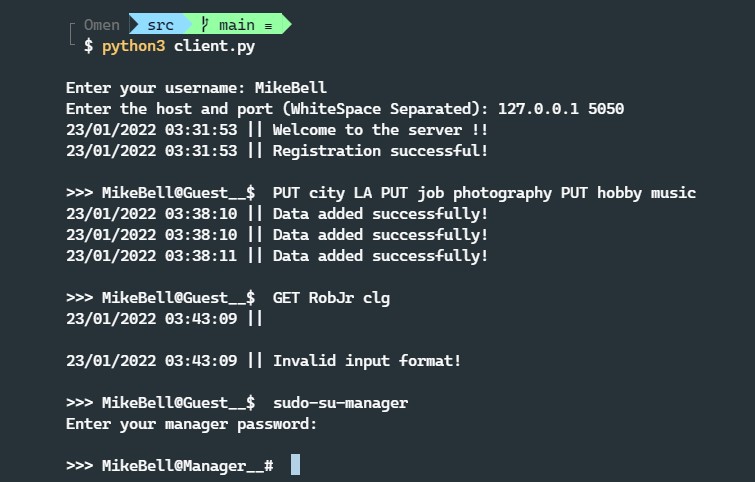 Omen src main ≡
$ python3 client.py
Enter your username: MikeBell
Enter the host and port (WhiteSpace Separated): 127.0.0.1 5050
23/01/2022 03:31:53 || Welcome to the server !!
23/01/2022 03:31:53 || Registration successful!
>>> MikeBell@Guest__$ PUT city LA PUT job photography PUT hobby music
23/01/2022 03:38:10 || Data added successfully!
23/01/2022 03:38:10 || Data added successfully!
23/01/2022 03:38:11 || Data added successfully!
>>> MikeBell@Guest__$ GET RobJr clg
23/01/2022 03:43:09 ||
23/01/2022 03:43:09 || Invalid input format!
>>> MikeBell@Guest__$ sudo-su-manager
Enter your manager password:
>>> MikeBell@Manager__#